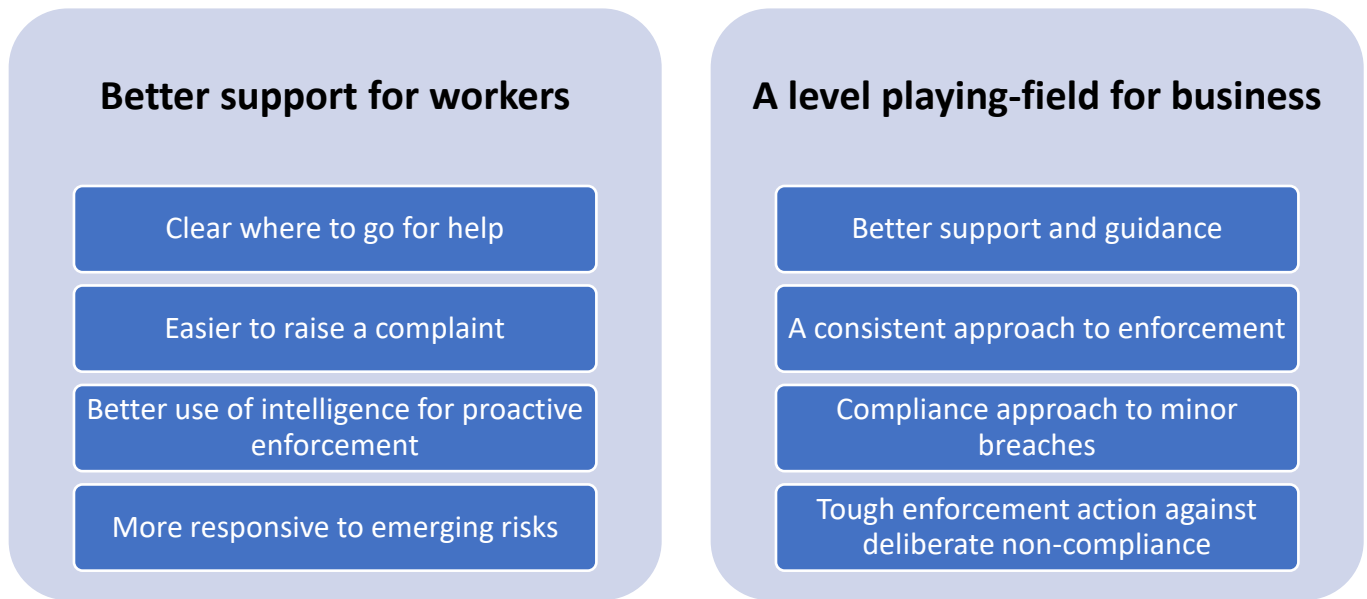 Better support for workers
Clear where to go for help
Easier to raise a complaint
Better use of intelligence for proactive
enforcement
More responsive to emerging risks
A level playing-field for business
Better support and guidance
A consistent approach to enforcement
Compliance approach to minor
breaches
Tough enforcement action against
deliberate non-compliance